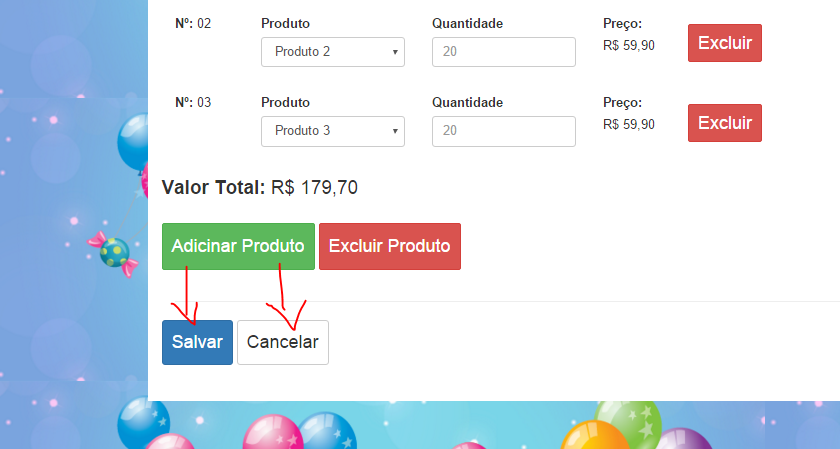 Nº: 02 Produto Quantidade Preço:
Produto 2 20 R$ 59,90 Excluir
Nº: 03 Produto Quantidade Preço:
Produto 3 20 R$ 59,90 Excluir
Valor Total: R$ 179,70
Adicinar Produto Excluir Produto
Salvar Cancelar